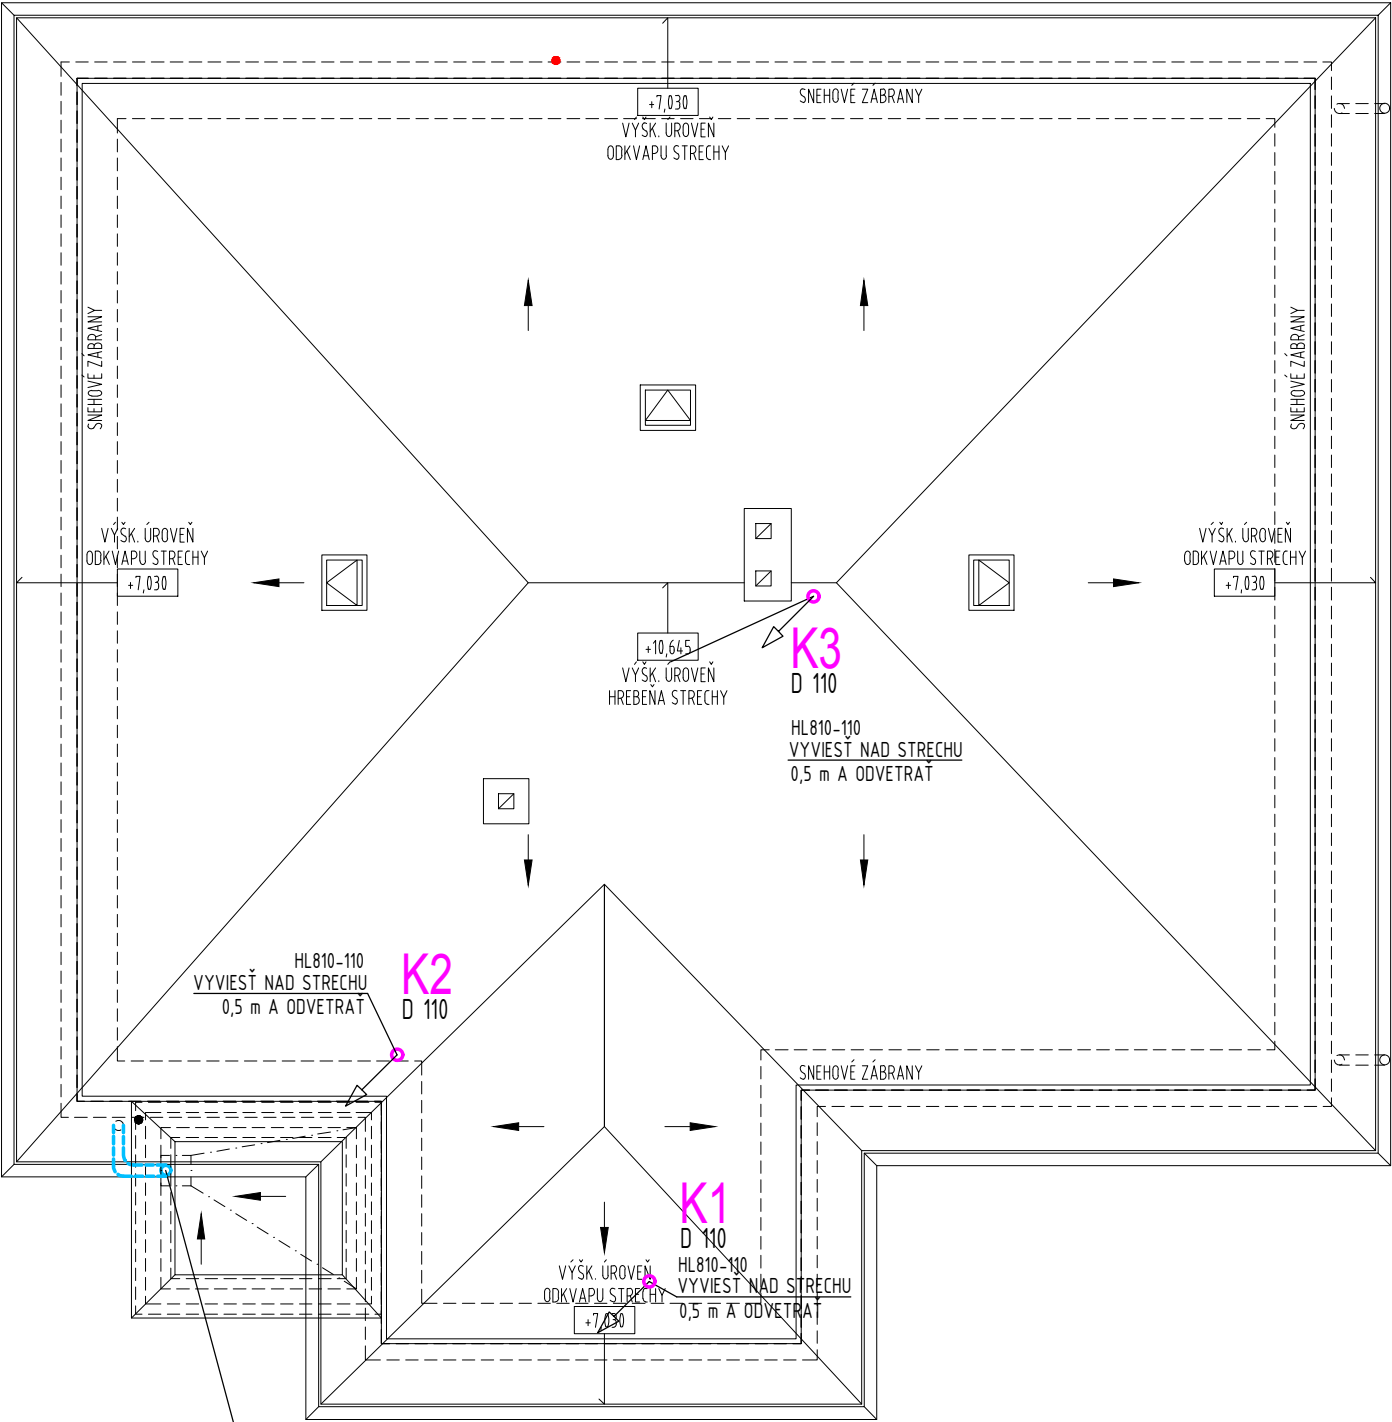 SNEHOVÉ ZÁBRANY
+7,030
VÝŠK. ÚROVEŇ
ODKVAPU STRECHY
SNEHOVÉ ZÁBRANY
SNEHOVÉ ZÁBRANY
VÝŠK. ÚROVEŇ
ODKVAPU STRECHY
+7,030
VÝŠK. ÚROVEŇ
ODKVAPU STRECHY
+7,030
+10,645
VÝŠK. ÚROVEŇ
HREBEŇA STRECHY
K3
D 110
HL810-110
VYVIESŤ NAD STRECHU
0,5 m A ODVETRAŤ
HL810-110
VYVIESŤ NAD STRECHU
0,5 m A ODVETRAŤ
K2
D 110
SNEHOVÉ ZÁBRANY
K1
D 110
HL810-110
VYVIESŤ NAD STRECHU
0,5 m A ODVETRAŤ
VÝŠK. ÚROVEŇ
ODKVAPU STRECHY
+7,030